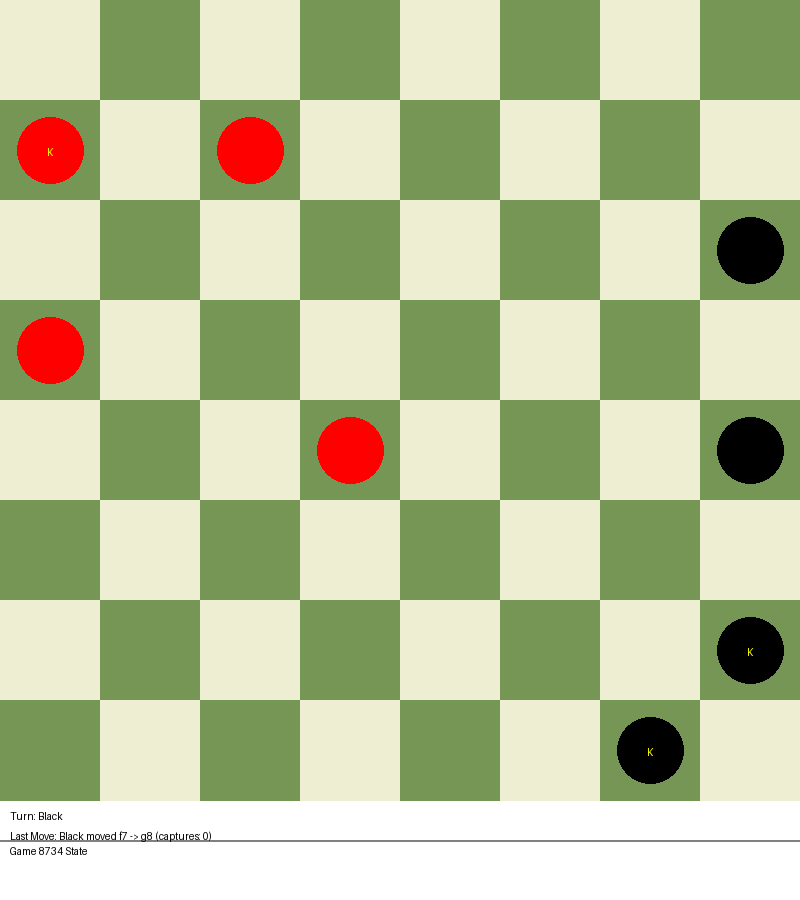 K
K
K
Turn: Black
Last Move: Black moved f7 -> g8 (captures: 0)
Game 8734 State